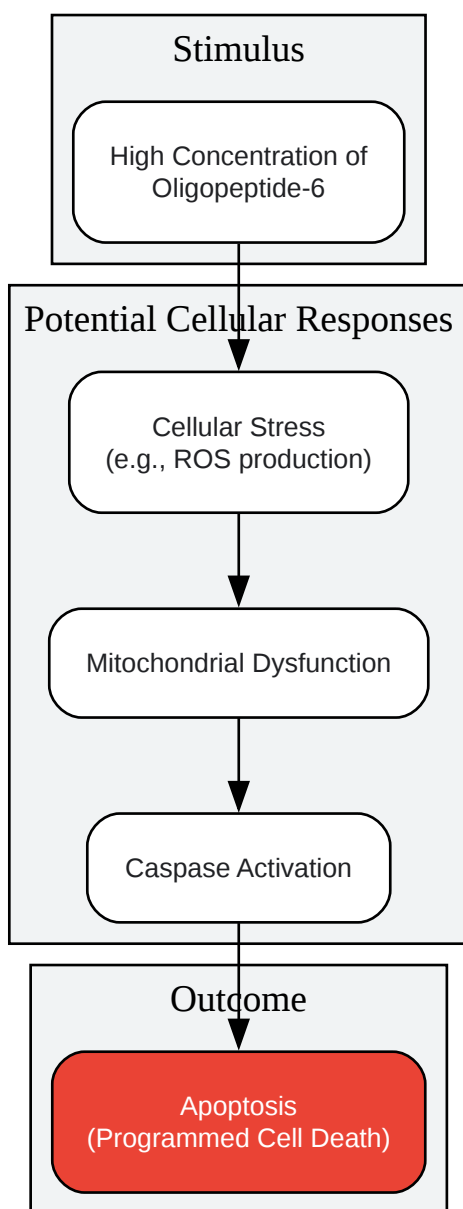 Stimulus
High Concentration of
Oligopeptide-6
Potential Cellular Responses
Cellular Stress
(e.g., ROS production)
Mitochondrial Dysfunction
Caspase Activation
Outcome
Apoptosis
(Programmed Cell Death)